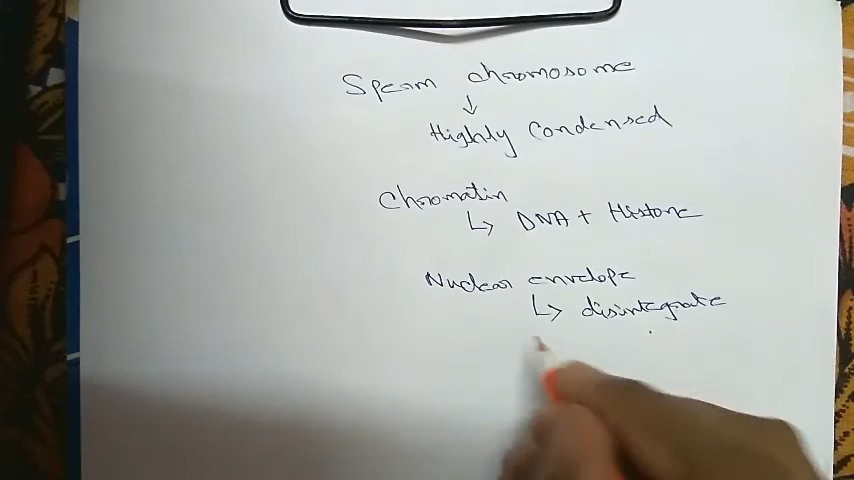 Sperm chromosome
↓
Highly Condensed
Chromatin
↳ DNA + Histone
Nuclear envelope
↳ disintegrate